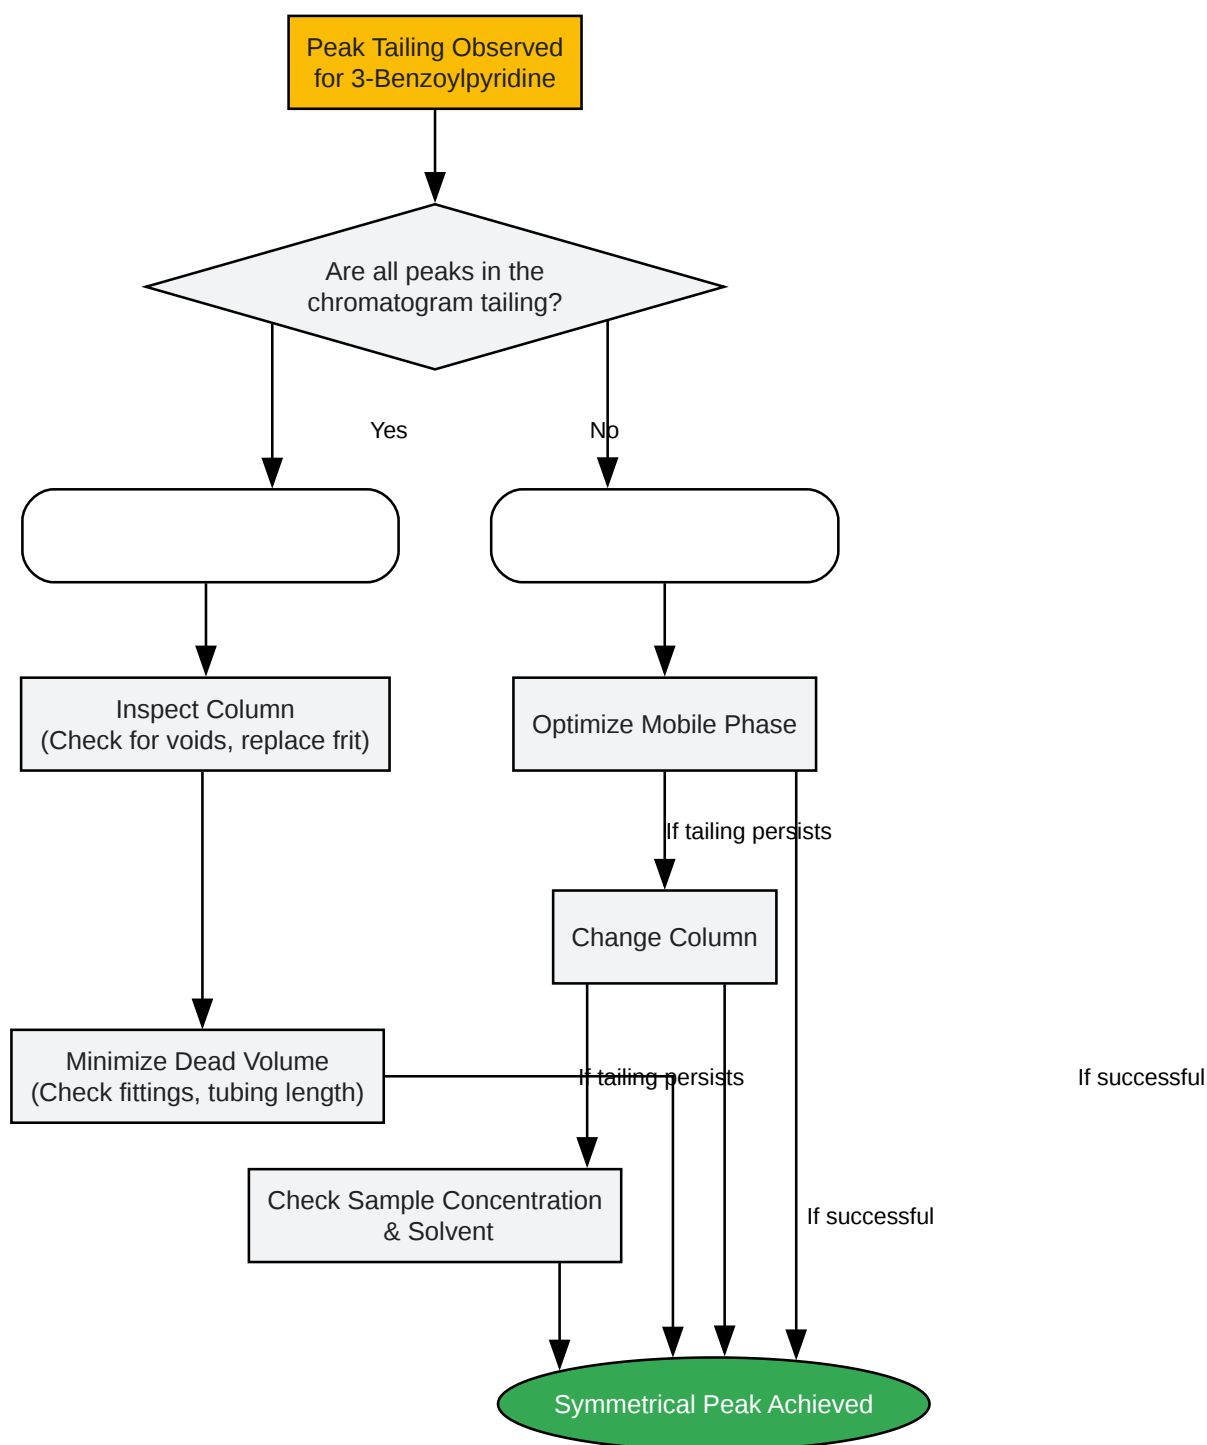 Peak Tailing Observed
for 3-Benzoylpyridine
Are all peaks in the
chromatogram tailing?
Yes
No
Inspect Column
(Check for voids, replace frit)
Optimize Mobile Phase
If tailing persists
Change Column
Minimize Dead Volume
(Check fittings, tubing length)
If tailing persists
If successful
Check Sample Concentration
& Solvent
If successful
Symmetrical Peak Achieved